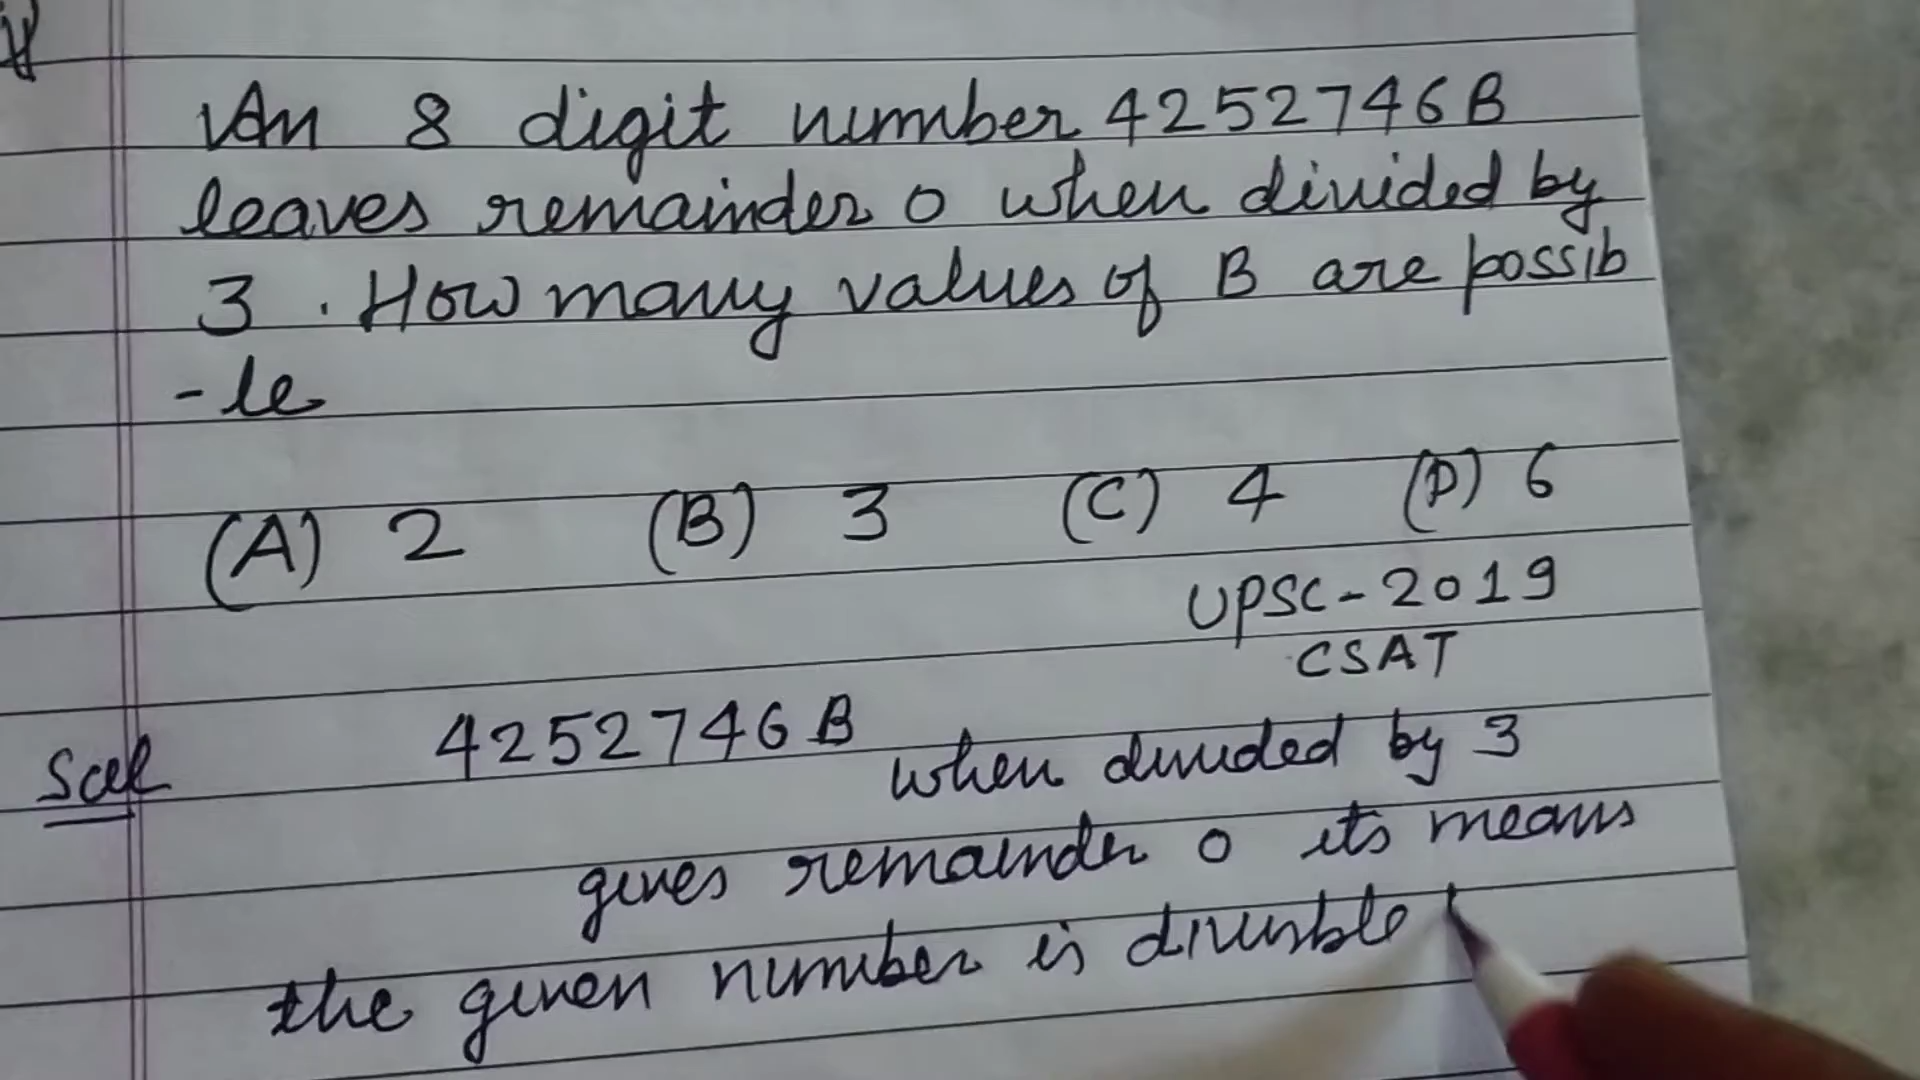 An 8 digit number 4252746B
leaves remainder 0 when divided by
3. How many values of B are possib
-le
(A) 2 (B) 3 (C) 4 (D) 6
UPSC-2019
CSAT
Sol 4252746B when divided by 3
gives remainder 0 its means
the given number is divisible